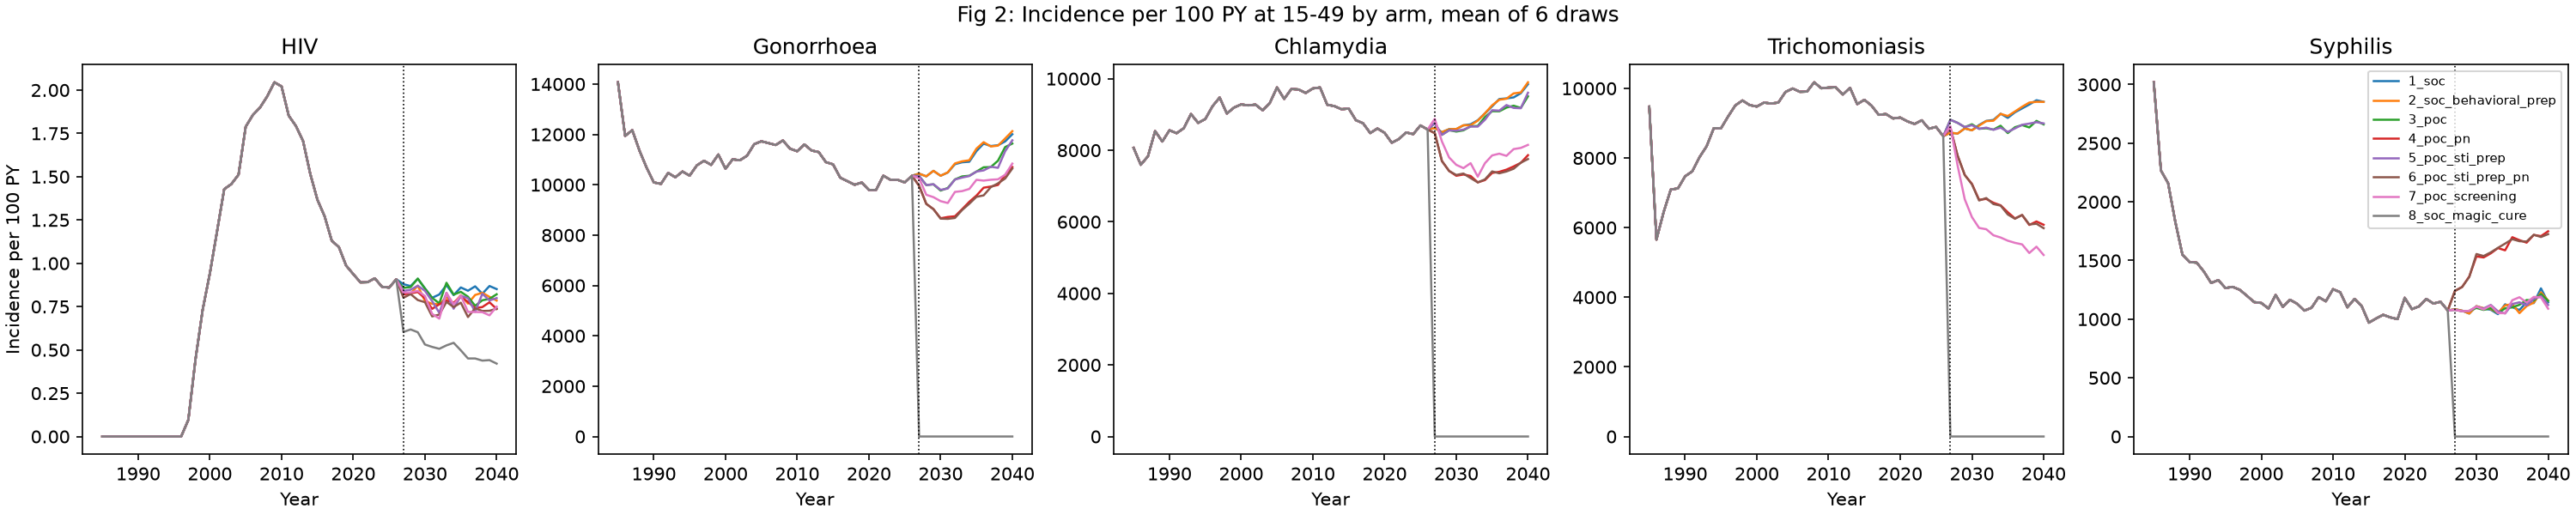 Fig 2: Incidence per 100 PY at 15-49 by arm, mean of 6 draws
HIV
Incidence per 100 PY
2.00
1.75
1.50
1.25
1.00
0.75
0.50
0.25
0.00
1990 2000 2010 2020 2030 2040
Year
Gonorrhoea
14000
12000
10000
8000
6000
4000
2000
0
1990 2000 2010 2020 2030 2040
Year
Chlamydia
10000
8000
6000
4000
2000
0
1990 2000 2010 2020 2030 2040
Year
Trichomoniasis
10000
8000
6000
4000
2000
0
1990 2000 2010 2020 2030 2040
Year
Syphilis
3000
2500
2000
1500
1000
500
0
1990 2000 2010 2020 2030 2040
Year
1_soc
2_soc_behavioral_prep
3_poc
4_poc_pn
5_poc_sti_prep
6_poc_sti_prep_pn
7_poc_screening
8_soc_magic_cure